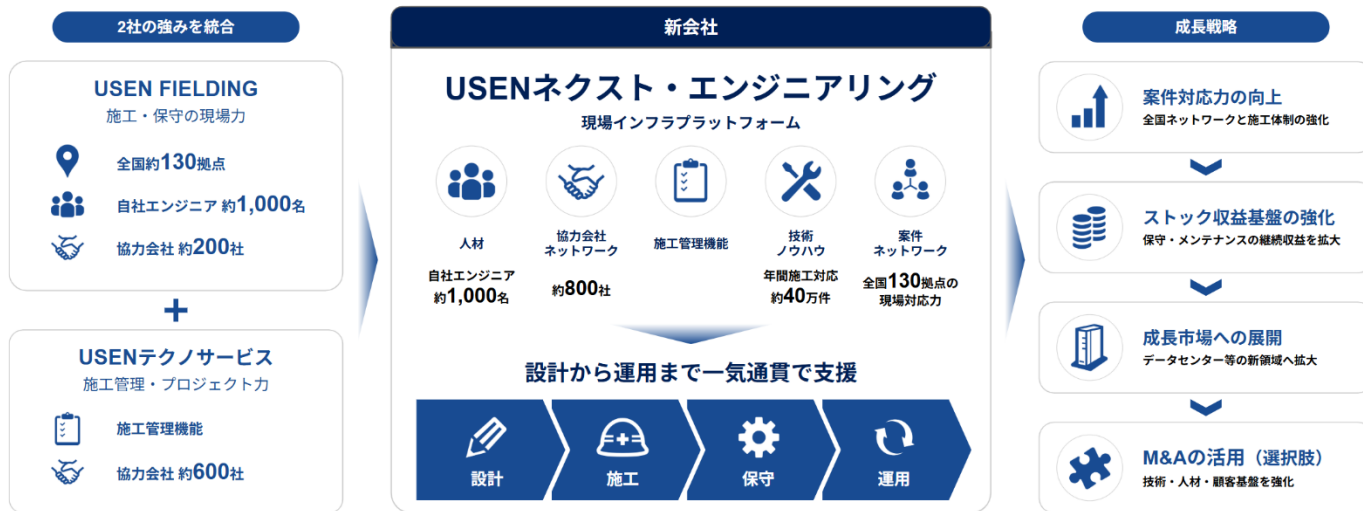 2社の強みを統合
USEN FIELDING
施工・保守の現場力
全国約130拠点
自社エンジニア 約1,000名
協力会社 約200社
+
USENテクノサービス
施工管理・プロジェクト力
施工管理機能
協力会社 約600社
新会社
USENネクスト・エンジニアリング
現場インフラプラットフォーム
人材
自社エンジニア
約1,000名
協力会社
ネットワーク
約800社
施工管理機能
技術
ノウハウ
年間施工対応
約40万件
案件
ネットワーク
全国130拠点の
現場対応力
設計から運用まで一気通貫で支援
設計
施工
保守
運用
成長戦略
案件対応力の向上
全国ネットワークと施工体制の強化
ストック収益基盤の強化
保守・メンテナンスの継続収益を拡大
成長市場への展開
データセンター等の新領域へ拡大
M&Aの活用（選択肢）
技術・人材・顧客基盤を強化